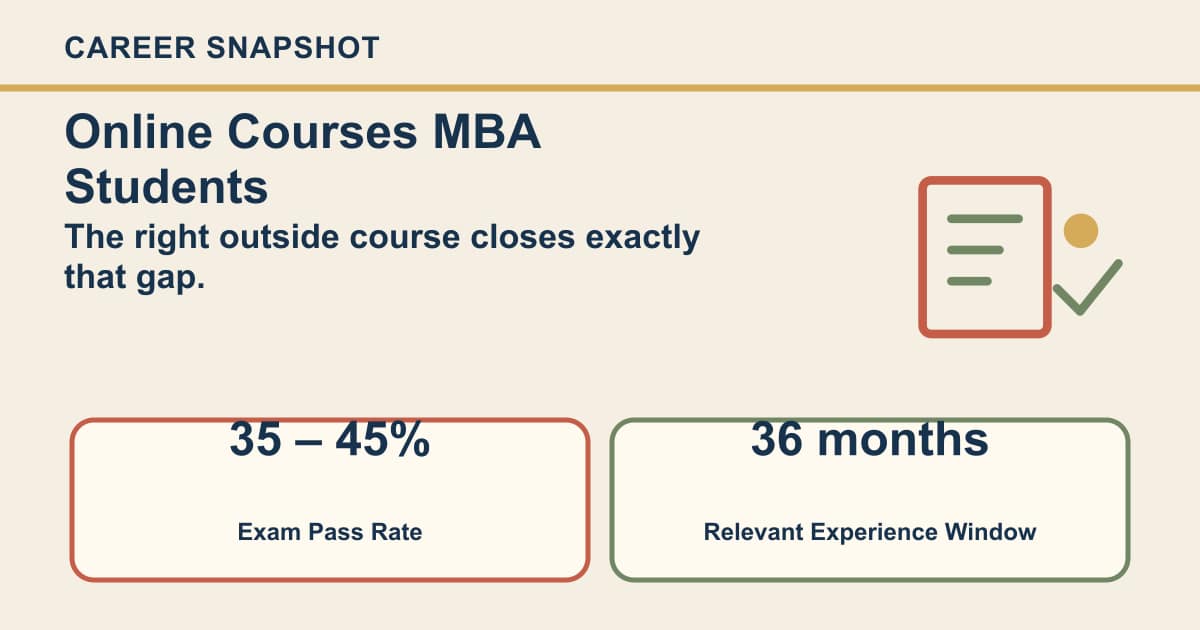 CAREER SNAPSHOT
Online Courses MBA
Students
The right outside course closes exactly
that gap.
35 – 45%
Exam Pass Rate
36 months
Relevant Experience Window